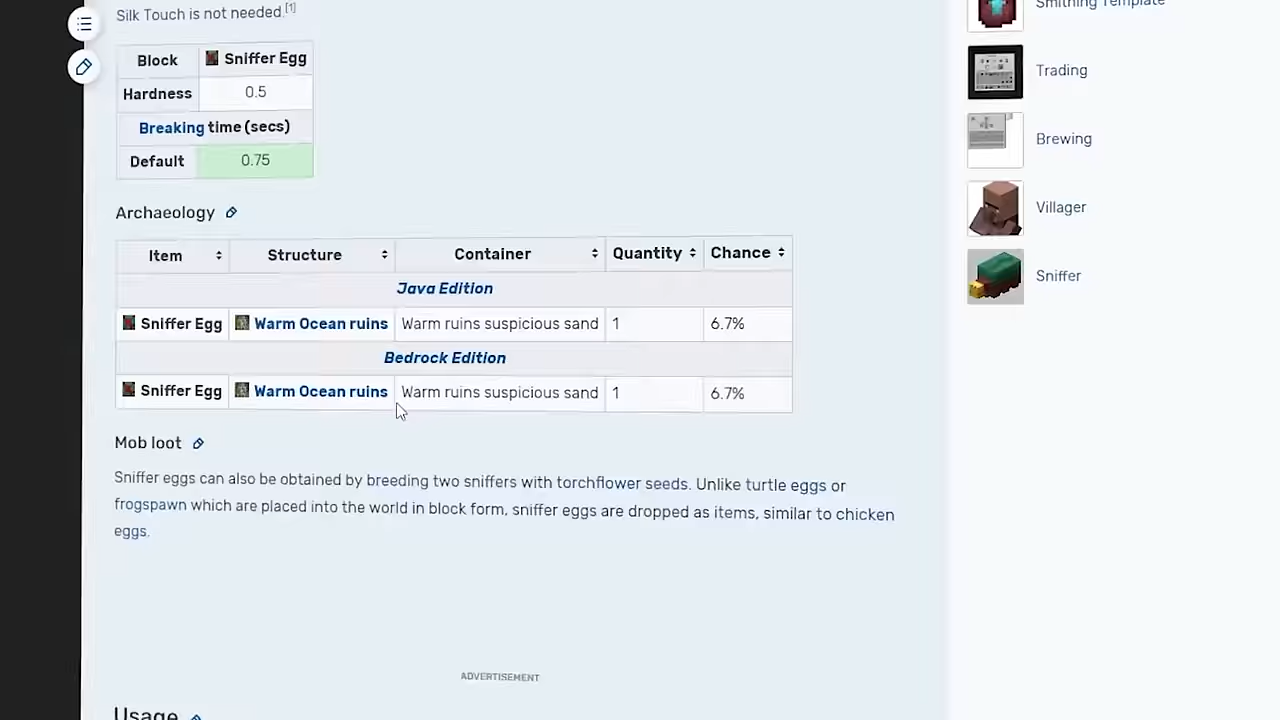 Silk Touch is not needed.[1]
Block Sniffer Egg
Hardness 0.5
Breaking time (secs)
Default 0.75
Archaeology
Item Structure Container Quantity Chance
Java Edition
Sniffer Egg Warm Ocean ruins Warm ruins suspicious sand 1 6.7%
Bedrock Edition
Sniffer Egg Warm Ocean ruins Warm ruins suspicious sand 1 6.7%
Mob loot
Sniffer eggs can also be obtained by breeding two sniffers with torchflower seeds. Unlike turtle eggs or
frogspawn which are placed into the world in block form, sniffer eggs are dropped as items, similar to chicken
eggs.
ADVERTISEMENT
Usage
Smithing Template
Trading
Brewing
Villager
Sniffer